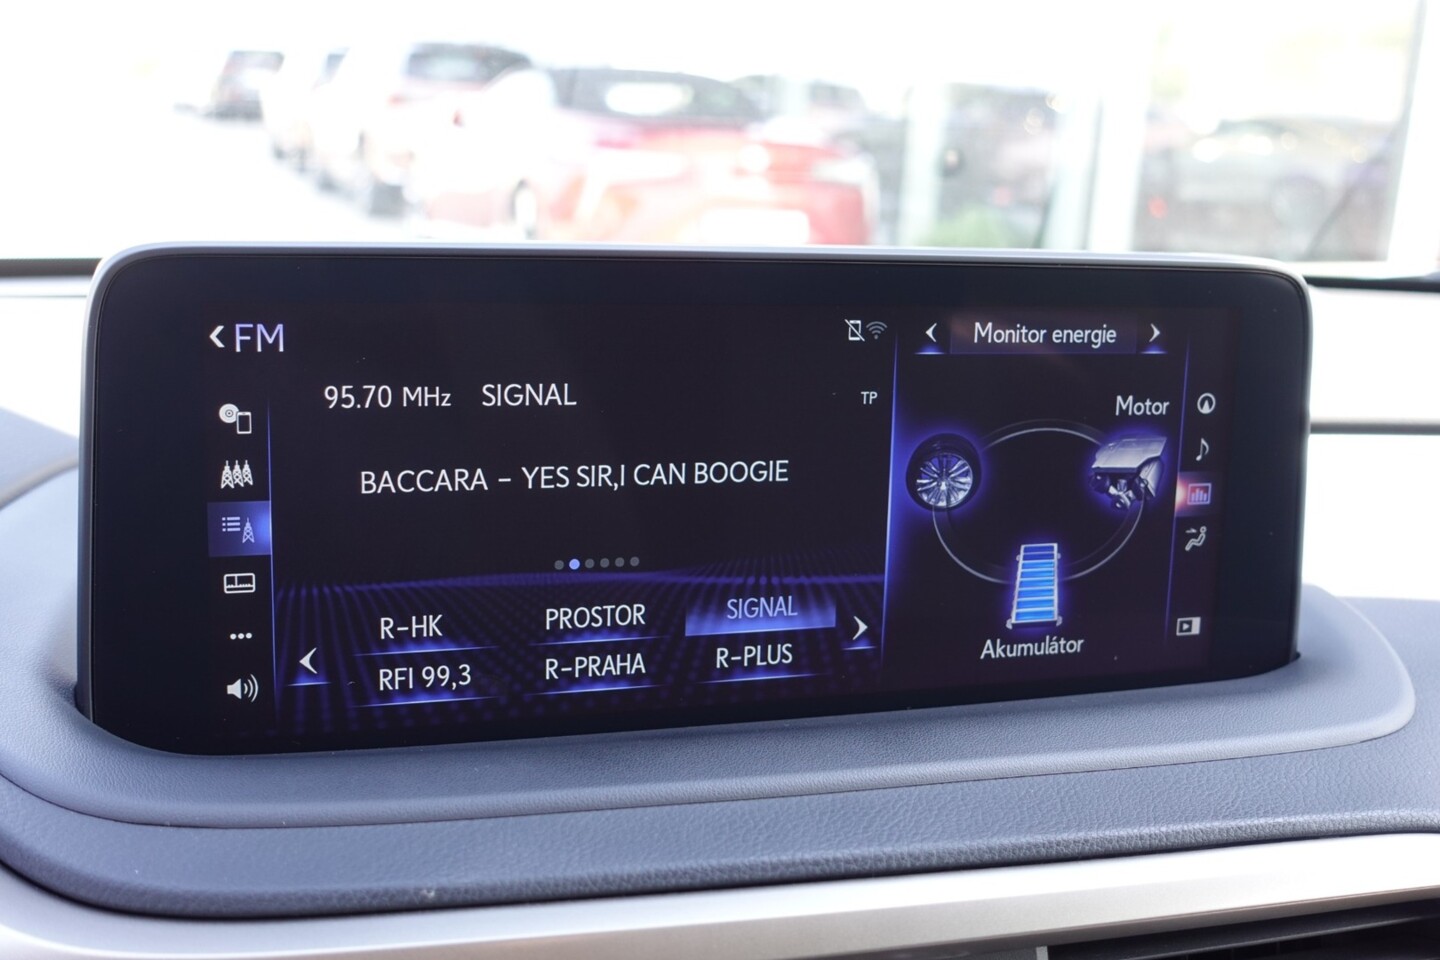 FM
95.70 MHz SIGNAL
TP
BACCARA - YES SIR,I CAN BOOGIE
R-HK PROSTOR SIGNAL
RFI 99,3 R-PRAHA R-PLUS
Monitor energie
Motor
Akumulátor